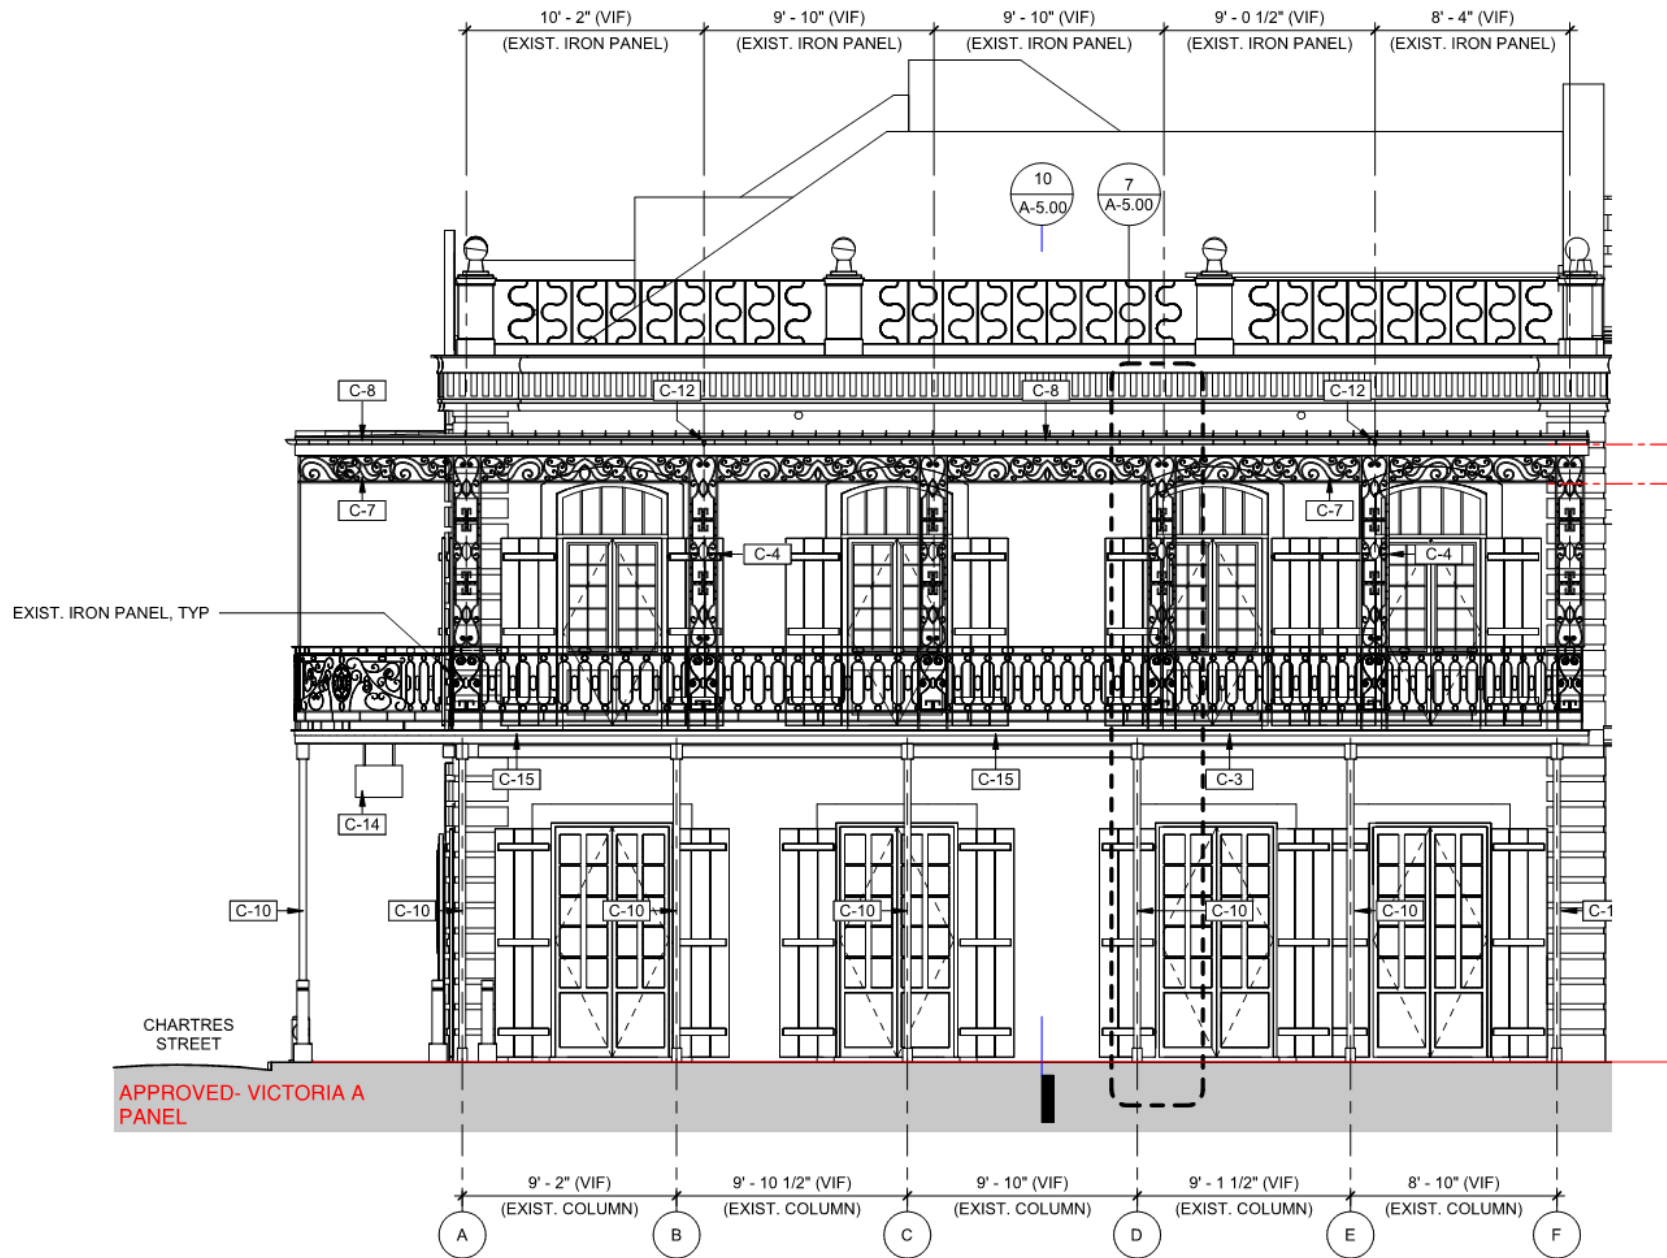 10' - 2" (VIF)
(EXIST. IRON PANEL)
9' - 10" (VIF)
(EXIST. IRON PANEL)
9' - 10" (VIF)
(EXIST. IRON PANEL)
9' - 0 1/2" (VIF)
(EXIST. IRON PANEL)
8' - 4" (VIF)
(EXIST. IRON PANEL)
10
A-5.00
7
A-5.00
C-8
C-12
C-8
C-12
C-7
C-7
C-4
C-4
EXIST. IRON PANEL, TYP
C-15
C-15
C-3
C-14
C-10
C-10
C-10
C-10
C-10
C-10
C-1
CHARTRES
STREET
APPROVED- VICTORIA A
PANEL
9' - 2" (VIF)
(EXIST. COLUMN)
9' - 10 1/2" (VIF)
(EXIST. COLUMN)
9' - 10" (VIF)
(EXIST. COLUMN)
9' - 1 1/2" (VIF)
(EXIST. COLUMN)
8' - 10" (VIF)
(EXIST. COLUMN)
A
B
C
D
E
F